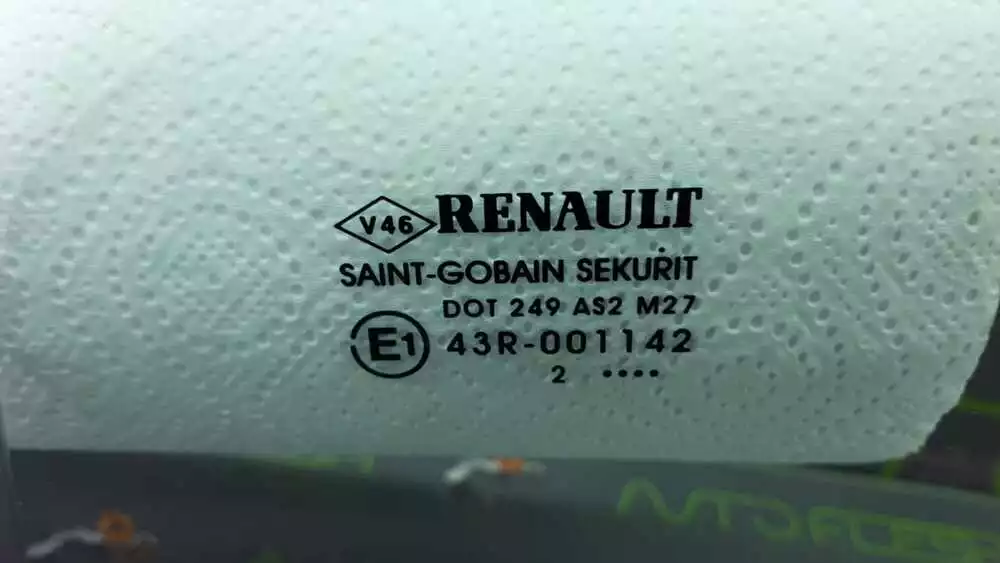 V46 RENAULT
SAINT-GOBAIN SEKURIT
DOT 249 AS2 M27
E1 43R-001142
2 ••••